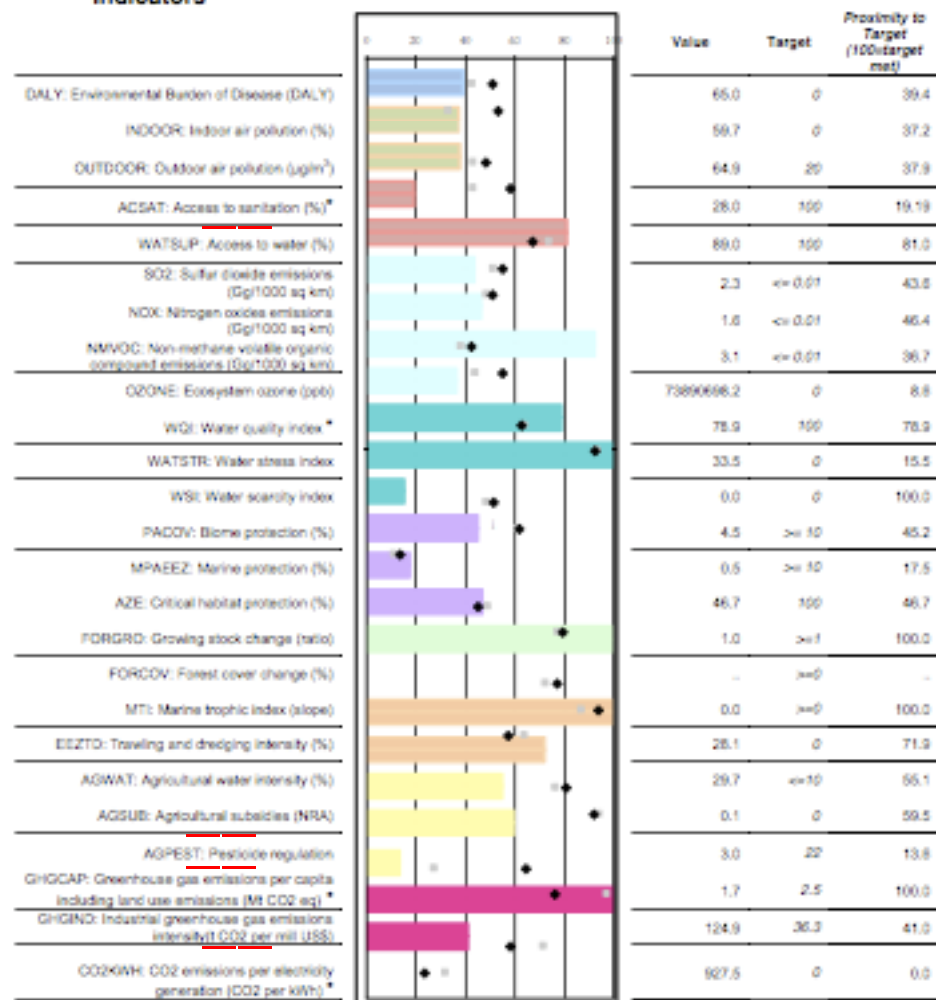 Indicators
0 20 40 60 80 100
Value Target Proximity to Target (100=target met)
DALY: Environmental Burden of Disease (DALY) 65.0 0 39.4
INDOOR: Indoor air pollution (%) 59.7 0 37.2
OUTDOOR: Outdoor air pollution (µg/m³) 64.9 20 37.9
ACSAT: Access to sanitation (%)* 28.0 100 19.19
WATSUP: Access to water (%) 89.0 100 81.0
SO2: Sulfur dioxide emissions
(Gg/1000 sq km) 2.3 <= 0.01 43.6
NOX: Nitrogen oxides emissions
(Gg/1000 sq km) 1.6 <= 0.01 46.4
NMVOC: Non-methane volatile organic
compound emissions (Gg/1000 sq km) 3.1 <= 0.01 36.7
OZONE: Ecosystem ozone (ppb) 73890698.2 0 8.6
WQI: Water quality index * 78.9 100 78.9
WATSTR: Water stress index 33.5 0 15.5
WSI: Water scarcity index 0.0 0 100.0
PACOV: Biome protection (%) 4.5 >= 10 45.2
MPAEEZ: Marine protection (%) 0.5 >= 10 17.5
AZE: Critical habitat protection (%) 46.7 100 46.7
FORGRO: Growing stock change (ratio) 1.0 >=1 100.0
FORCOV: Forest cover change (%) .. >=0 ..
MTI: Marine trophic index (slope) 0.0 >=0 100.0
EEZTD: Trawling and dredging intensity (%) 28.1 0 71.9
AGWAT: Agricultural water intensity (%) 29.7 <=10 55.1
AGSUB: Agricultural subsidies (NRA) 0.1 0 59.5
AGPEST: Pesticide regulation 3.0 22 13.6
GHGCAP: Greenhouse gas emissions per capita
including land use emissions (Mt CO2 eq) * 1.7 2.5 100.0
GHGIND: Industrial greenhouse gas emissions
intensity(t CO2 per mill US$) 124.9 36.3 41.0
CO2KWH: CO2 emissions per electricity
generation (CO2 per kWh) * 927.5 0 0.0